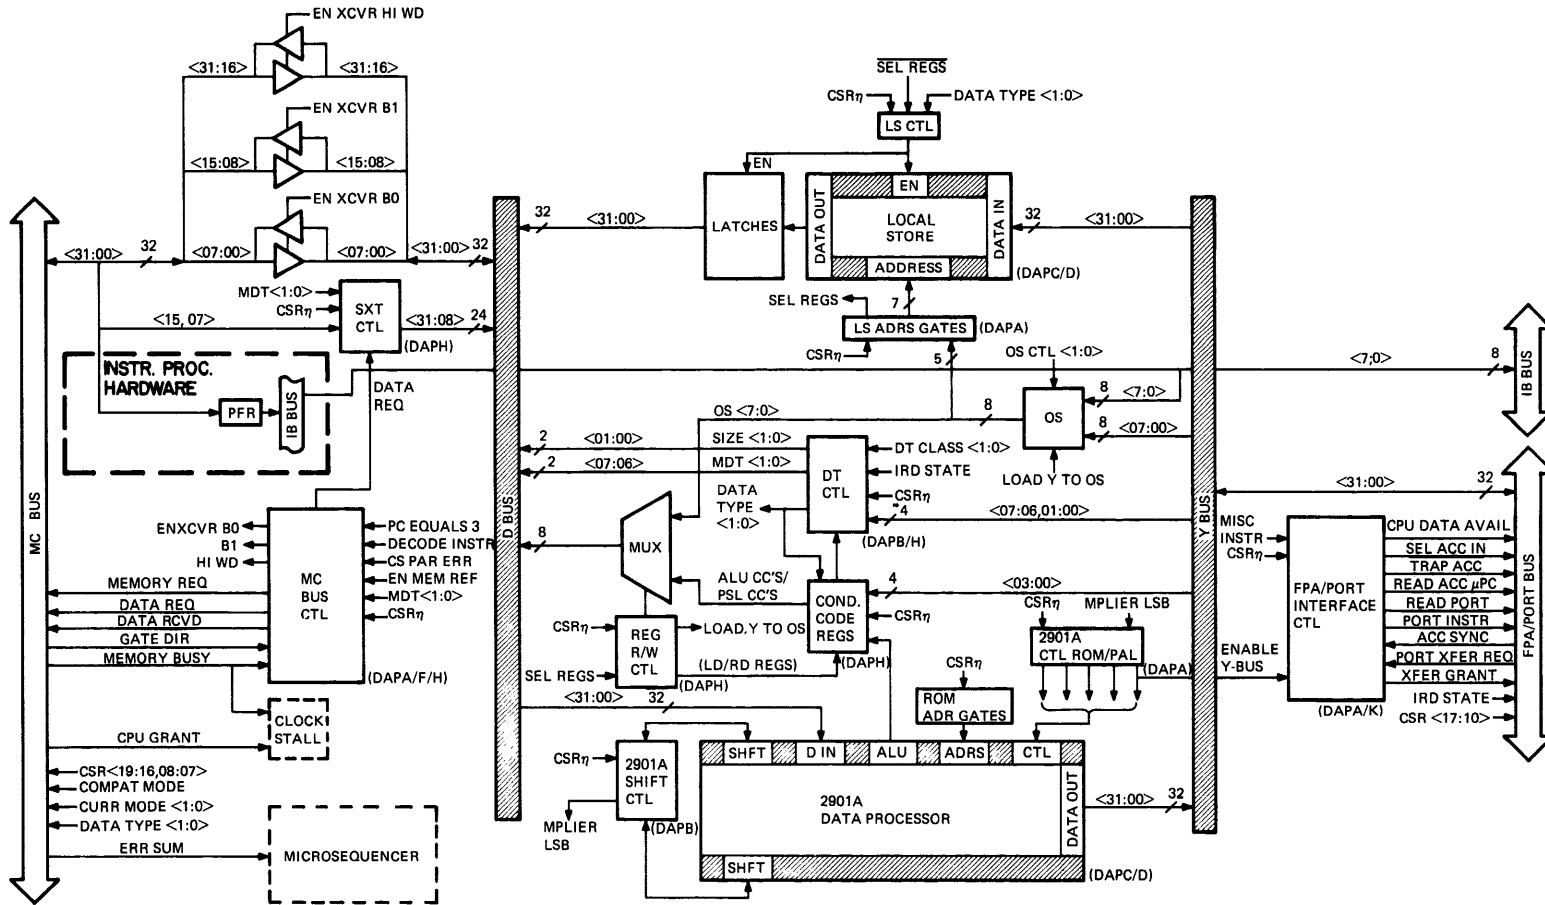 EN XCVR HI WD
<31:16>
<31:16>
EN XCVR B1
<15:08>
<15:08>
EN XCVR B0
<31:00>
32
<07:00>
<07:00>
<31:00>
32
MDT<1:0>
CSRη
SXT
CTL
<15, 07>
<31:08>
24
(DAPH)
INSTR. PROC.
HARDWARE
PFR
IB BUS
DATA
REQ
MC BUS
ENXCVR B0
B1
HI WD
MEMORY REQ
DATA REQ
DATA RCVD
GATE DIR
MEMORY BUSY
MC
BUS
CTL
PC EQUALS 3
DECODE INSTR
CS PAR ERR
EN MEM REF
MDT<1:0>
CSRη
(DAPA/F/H)
CLOCK
STALL
CPU GRANT
CSR<19:16,08:07>
COMPAT MODE
CURR MODE <1:0>
DATA TYPE <1:0>
ERR SUM
MICROSEQUENCER
D BUS
SEL REGS
CSRη
DATA TYPE <1:0>
LS CTL
EN
LATCHES
32
<31:00>
DATA OUT
EN
LOCAL
STORE
ADDRESS
DATA IN
32
<31:00>
(DAPC/D)
SEL REGS
7
LS ADRS GATES
(DAPA)
CSRη
5
OS CTL <1:0>
OS <7:0>
8
OS
8
<7:0>
8
<07:00>
LOAD Y TO OS
2
<01:00>
SIZE <1:0>
2
<07:06>
MDT <1:0>
DT
CTL
DT CLASS <1:0>
IRD STATE
CSRη
4
<07:06,01:00>
(DAPB/H)
DATA
TYPE
<1:0>
8
MUX
ALU CC'S/
PSL CC'S
COND.
CODE
REGS
4
<03:00>
CSRη
(DAPH)
CSRη
REG
R/W
CTL
LOAD,Y TO OS
(LD/RD REGS)
SEL REGS
(DAPH)
<31:00>
32
CSRη
ROM
ADR GATES
CSRη
MPLIER LSB
2901A
CTL ROM/PAL
(DAPA)
CSRη
2901A
SHIFT
CTL
(DAPB)
MPLIER
LSB
SHFT
D IN
ALU
ADRS
CTL
2901A
DATA PROCESSOR
DATA OUT
SHFT
(DAPC/D)
<31:00>
32
Y BUS
<7;0>
8
IB BUS
<31:00>
32
MISC
INSTR
CSRη
ENABLE
Y-BUS
FPA/PORT
INTERFACE
CTL
(DAPA/K)
CPU DATA AVAIL
SEL ACC IN
TRAP ACC
READ ACC μPC
READ PORT
PORT INSTR
ACC SYNC
PORT XFER REQ
XFER GRANT
IRD STATE
CSR <17:10>
FPA/PORT BUS